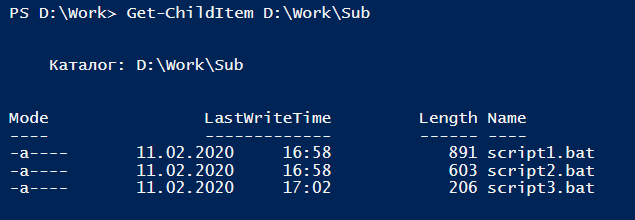 PS D:\Work> Get-ChildItem D:\Work\Sub
Каталог: D:\Work\Sub
Mode LastWriteTime Length Name
---- ------------- ------ ----
-a---- 11.02.2020 16:58 891 script1.bat
-a---- 11.02.2020 16:58 603 script2.bat
-a---- 11.02.2020 17:02 206 script3.bat